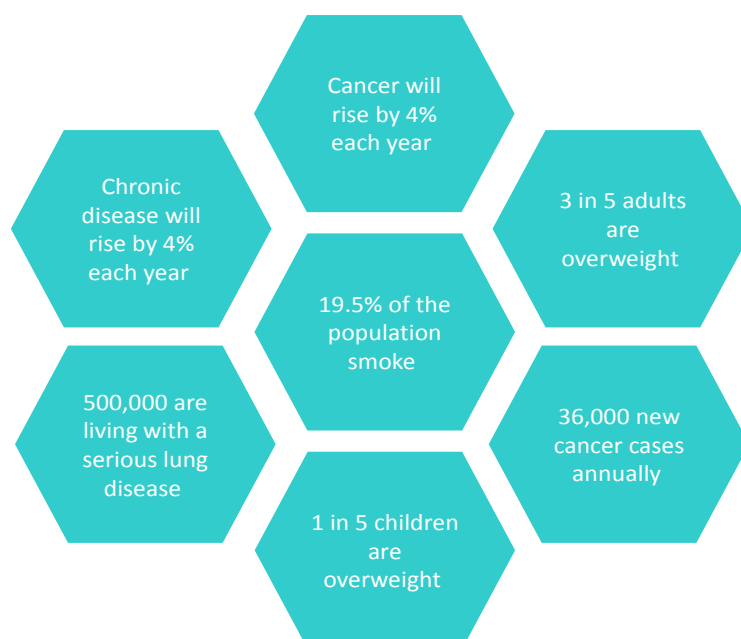 Cancer will
rise by 4%
each year
Chronic
disease will
rise by 4%
each year
3 in 5 adults
are
overweight
19.5% of the
population
smoke
500,000 are
living with a
serious lung
disease
36,000 new
cancer cases
annually
1 in 5 children
are
overweight